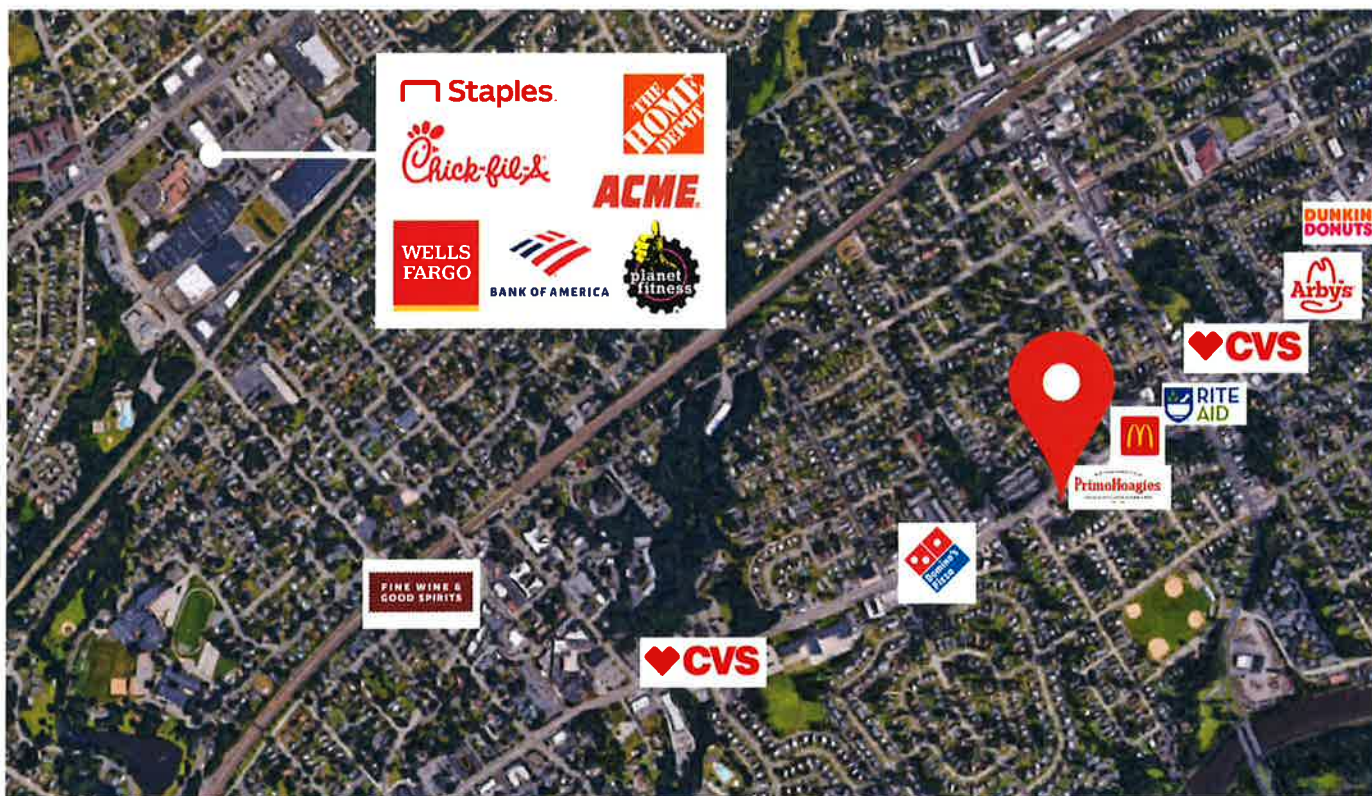 Staples
THE
HOME
DEPOT
Chick-fil-A
ACME
WELLS
FARGO
BANK OF AMERICA
planet
fitness
DUNKIN'
DONUTS
Arby's
CVS
RITE
AID
PrimoHoagies
Domino's
Pizza
FINE WINE &
GOOD SPIRITS
CVS